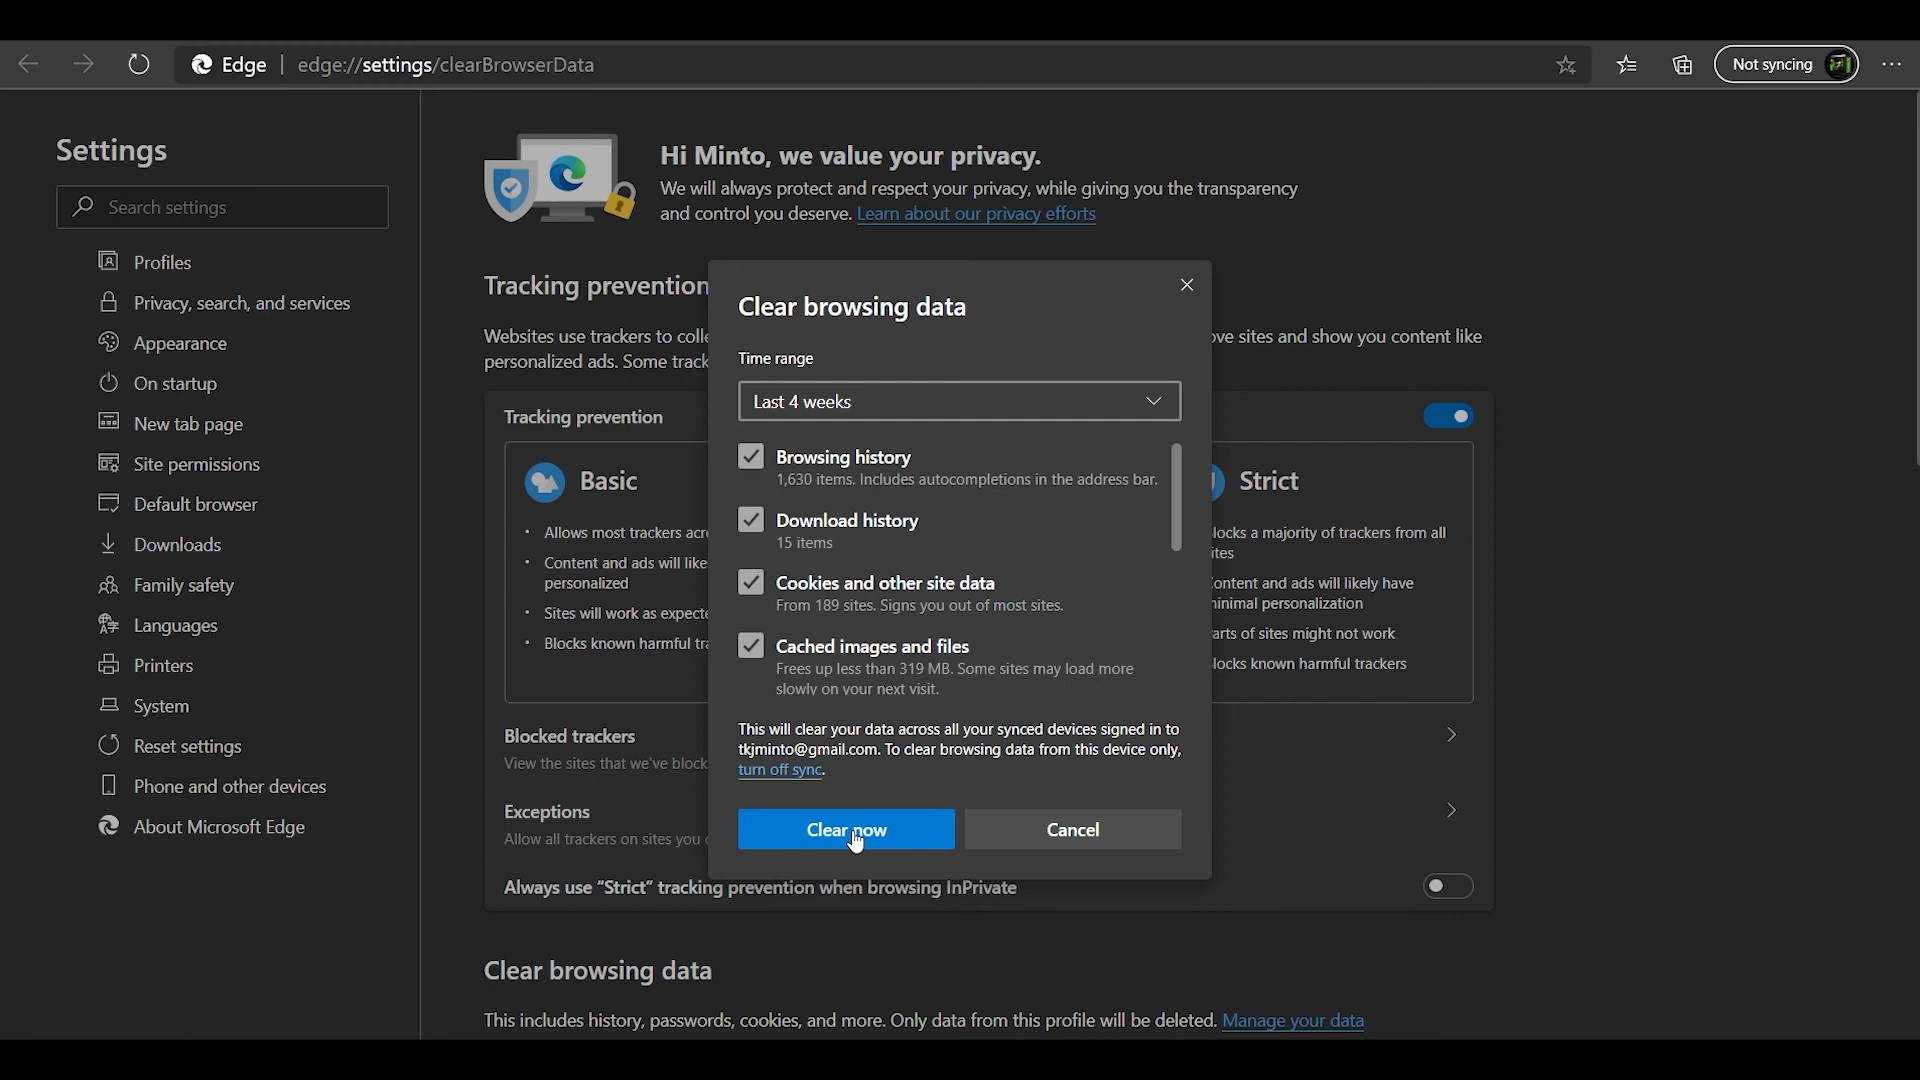 Edge | edge://settings/clearBrowserData
Not syncing
Settings
Search settings
Profiles
Privacy, search, and services
Appearance
On startup
New tab page
Site permissions
Default browser
Downloads
Family safety
Languages
Printers
System
Reset settings
Phone and other devices
About Microsoft Edge
Hi Minto, we value your privacy.
We will always protect and respect your privacy, while giving you the transparency
and control you deserve. Learn about our privacy efforts
Tracking prevention
Websites use trackers to
ve sites and show you content like
personalized ads. Some
Tracking prevention
Basic
• Allows most trackers
• Content and ads will
personalized
• Sites will work as
• Blocks known harmful
Strict
locks a majority of trackers from all
ites
ontent and ads will likely have
inimal personalization
arts of sites might not work
locks known harmful trackers
Blocked trackers
View the sites that we've
Exceptions
Allow all trackers on sites you
Always use “Strict” tracking prevention when browsing InPrivate
Clear browsing data
Time range
Last 4 weeks
Browsing history
1,630 items. Includes autocompletions in the address bar.
Download history
15 items
Cookies and other site data
From 189 sites. Signs you out of most sites.
Cached images and files
Frees up less than 319 MB. Some sites may load more
slowly on your next visit.
This will clear your data across all your synced devices signed in to
tkjminto@gmail.com. To clear browsing data from this device only,
turn off sync.
Clear now
Cancel
Clear browsing data
This includes history, passwords, cookies, and more. Only data from this profile will be deleted. Manage your data